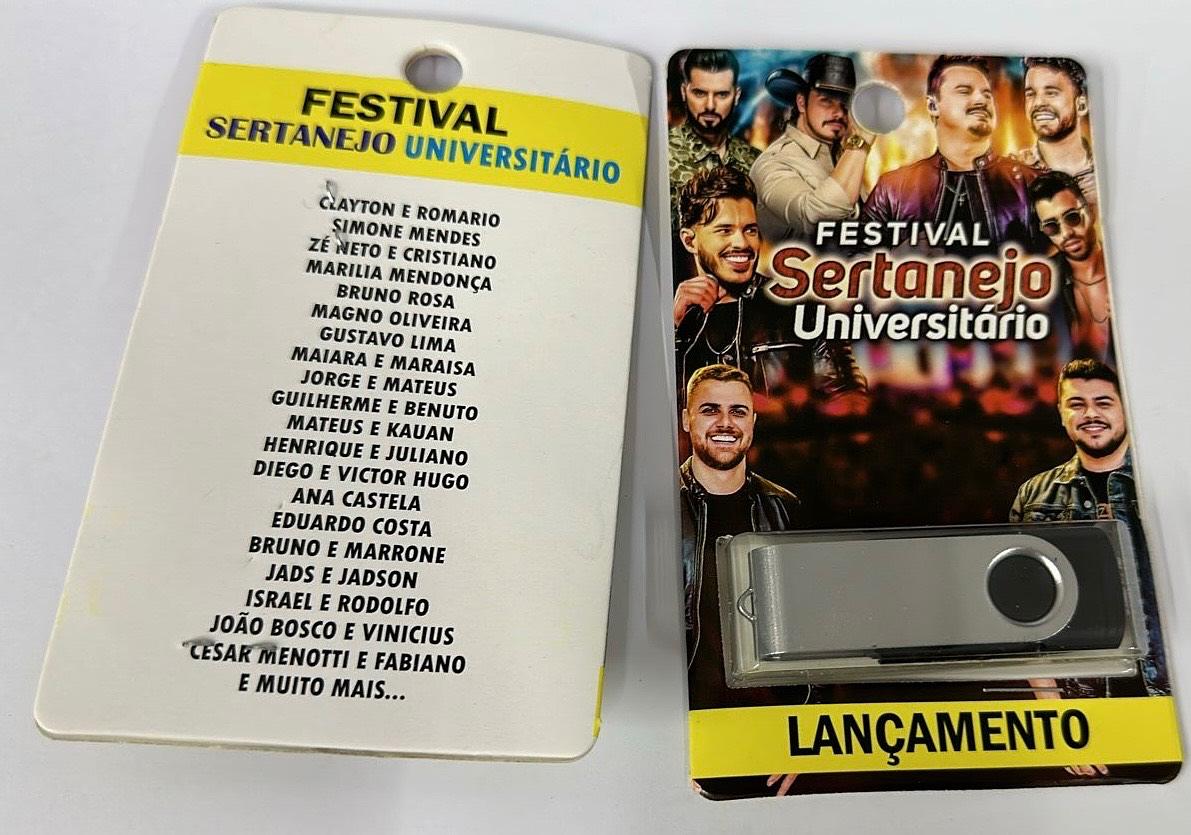 FESTIVAL
SERTANEJO UNIVERSITÁRIO
CLAYTON E ROMARIO
SIMONE MENDES
ZÉ NETO E CRISTIANO
MARILIA MENDONÇA
BRUNO ROSA
MAGNO OLIVEIRA
GUSTAVO LIMA
MAIARA E MARAISA
JORGE E MATEUS
GUILHERME E BENUTO
MATEUS E KAUAN
HENRIQUE E JULIANO
DIEGO E VICTOR HUGO
ANA CASTELA
EDUARDO COSTA
BRUNO E MARRONE
JADS E JADSON
ISRAEL E RODOLFO
JOÃO BOSCO E VINICIUS
CESAR MENOTTI E FABIANO
E MUITO MAIS...
FESTIVAL
Sertanejo
Universitário
LANÇAMENTO